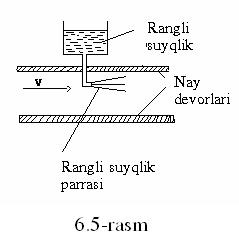 Rangli
suyqlik
v
Nay
devorlari
Rangli suyqlik
parrasi
6.5-rasm